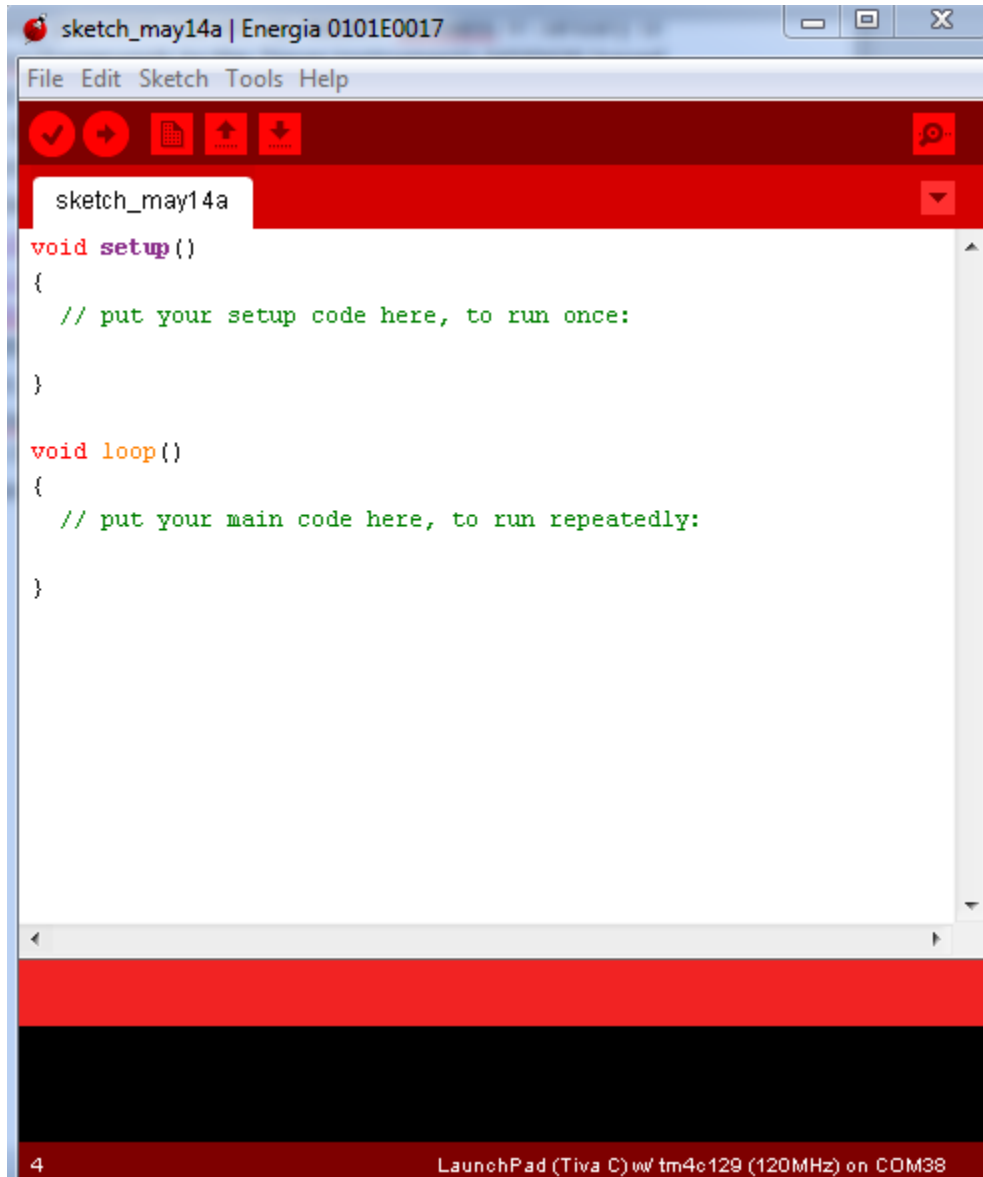 sketch_may14a | Energia 0101E0017
File Edit Sketch Tools Help
sketch_may14a
void setup()
{
  // put your setup code here, to run once:
}
void loop()
{
  // put your main code here, to run repeatedly:
}
4 LaunchPad (Tiva C) w/ tm4c129 (120MHz) on COM38